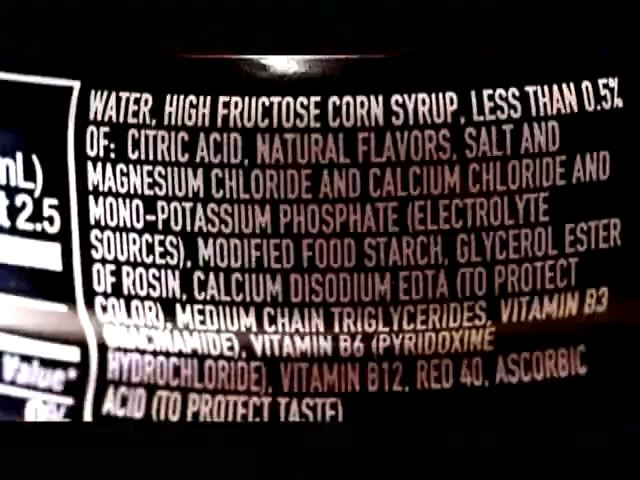 WATER, HIGH FRUCTOSE CORN SYRUP, LESS THAN 0.5%
OF: CITRIC ACID, NATURAL FLAVORS, SALT AND
MAGNESIUM CHLORIDE AND CALCIUM CHLORIDE AND
MONO-POTASSIUM PHOSPHATE (ELECTROLYTE
SOURCES), MODIFIED FOOD STARCH, GLYCEROL ESTER
OF ROSIN, CALCIUM DISODIUM EDTA (TO PROTECT
COLOR), MEDIUM CHAIN TRIGLYCERIDES, VITAMIN B3
(NIACINAMIDE), VITAMIN B6 (PYRIDOXINE
HYDROCHLORIDE), VITAMIN B12, RED 40, ASCORBIC
ACID (TO PROTECT TASTE)
mL)
t 2.5
Value*